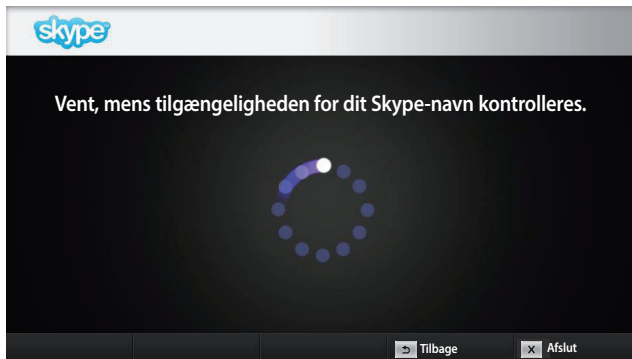 skype
Vent, mens tilgængeligheden for dit Skype-navn kontrolleres.
Tilbage
X Afslut